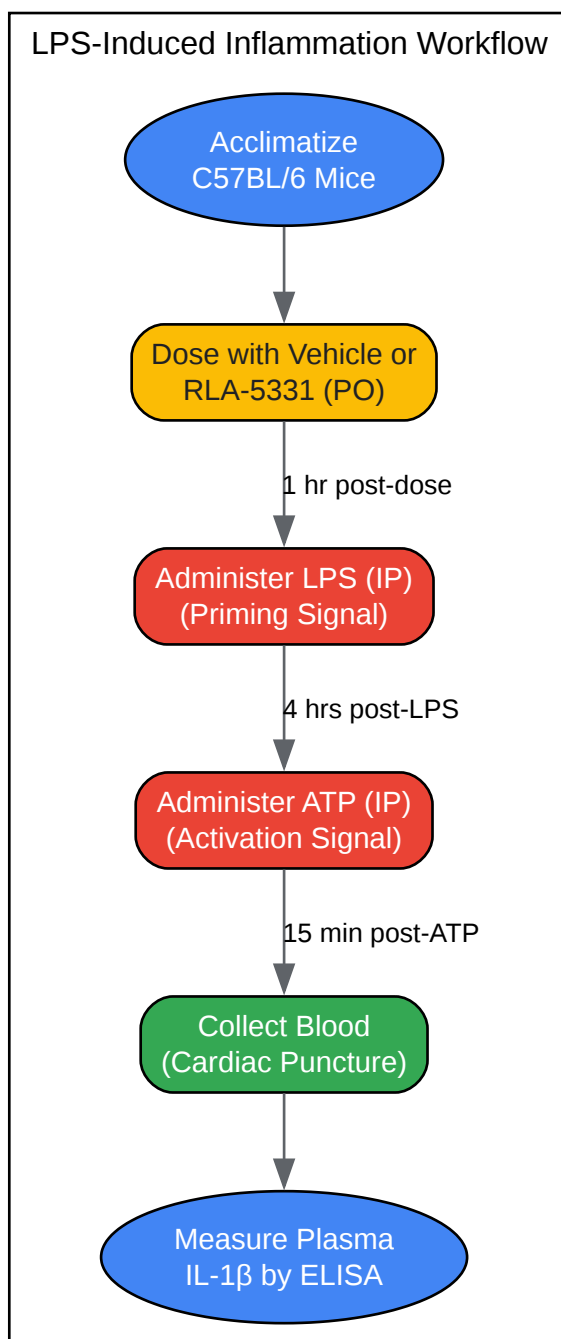 LPS-Induced Inflammation Workflow
Acclimatize
C57BL/6 Mice
Dose with Vehicle or
RLA-5331 (PO)
1 hr post-dose
Administer LPS (IP)
(Priming Signal)
4 hrs post-LPS
Administer ATP (IP)
(Activation Signal)
15 min post-ATP
Collect Blood
(Cardiac Puncture)
Measure Plasma
IL-1β by ELISA